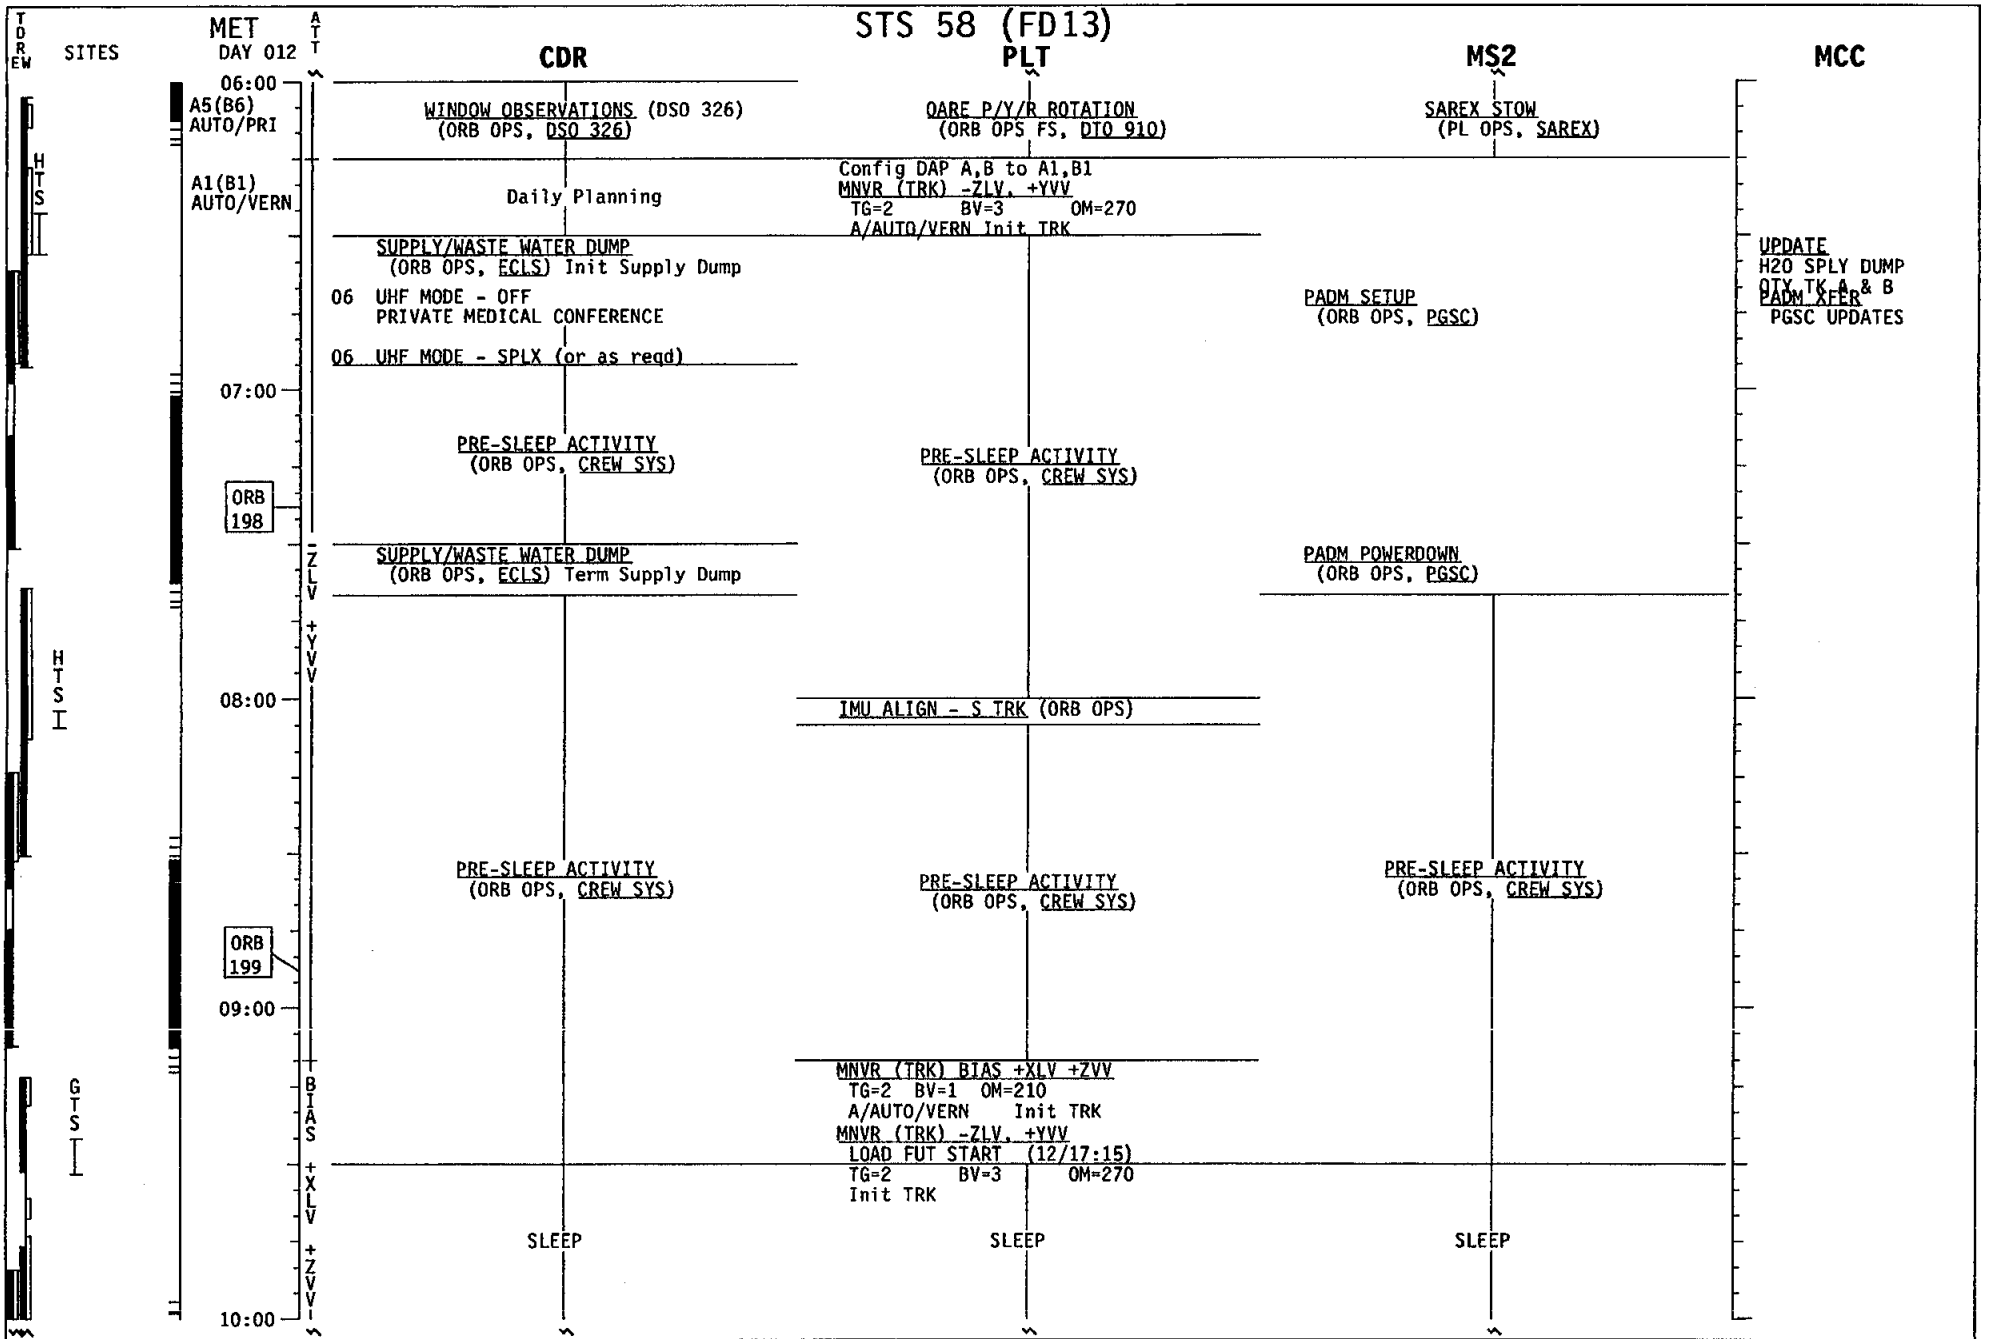 STS 58 (FD13)
TDRE W
SITES
MET
DAY 012
ATT
CDR
PLT
MS2
MCC
06:00
A5(B6)
AUTO/PRI
WINDOW OBSERVATIONS (DSO 326)
(ORB OPS, DSO 326)
OARE P/Y/R ROTATION
(ORB OPS FS, DTO 910)
SAREX STOW
(PL OPS, SAREX)
HTS
A1(B1)
AUTO/VERN
Daily Planning
Config DAP A,B to A1,B1
MNVR (TRK) -ZLV, +YVV
TG=2 BV=3 OM=270
A/AUTO/VERN Init TRK
SUPPLY/WASTE WATER DUMP
(ORB OPS, ECLS) Init Supply Dump
UPDATE
H2O SPLY DUMP
QTY TK A & B
PADM XFER
PGSC UPDATES
06 UHF MODE - OFF
PRIVATE MEDICAL CONFERENCE
PADM SETUP
(ORB OPS, PGSC)
06 UHF MODE - SPLX (or as reqd)
07:00
PRE-SLEEP ACTIVITY
(ORB OPS, CREW SYS)
PRE-SLEEP ACTIVITY
(ORB OPS, CREW SYS)
ORB
198
-ZLV +YVV
SUPPLY/WASTE WATER DUMP
(ORB OPS, ECLS) Term Supply Dump
PADM POWERDOWN
(ORB OPS, PGSC)
HTS
08:00
IMU ALIGN - S TRK (ORB OPS)
PRE-SLEEP ACTIVITY
(ORB OPS, CREW SYS)
PRE-SLEEP ACTIVITY
(ORB OPS, CREW SYS)
PRE-SLEEP ACTIVITY
(ORB OPS, CREW SYS)
ORB
199
09:00
GTS
BIAS +XLV +ZVV
MNVR (TRK) BIAS +XLV +ZVV
TG=2 BV=1 OM=210
A/AUTO/VERN Init TRK
MNVR (TRK) -ZLV, +YVV
LOAD FUT START (12/17:15)
TG=2 BV=3 OM=270
Init TRK
SLEEP
SLEEP
SLEEP
10:00